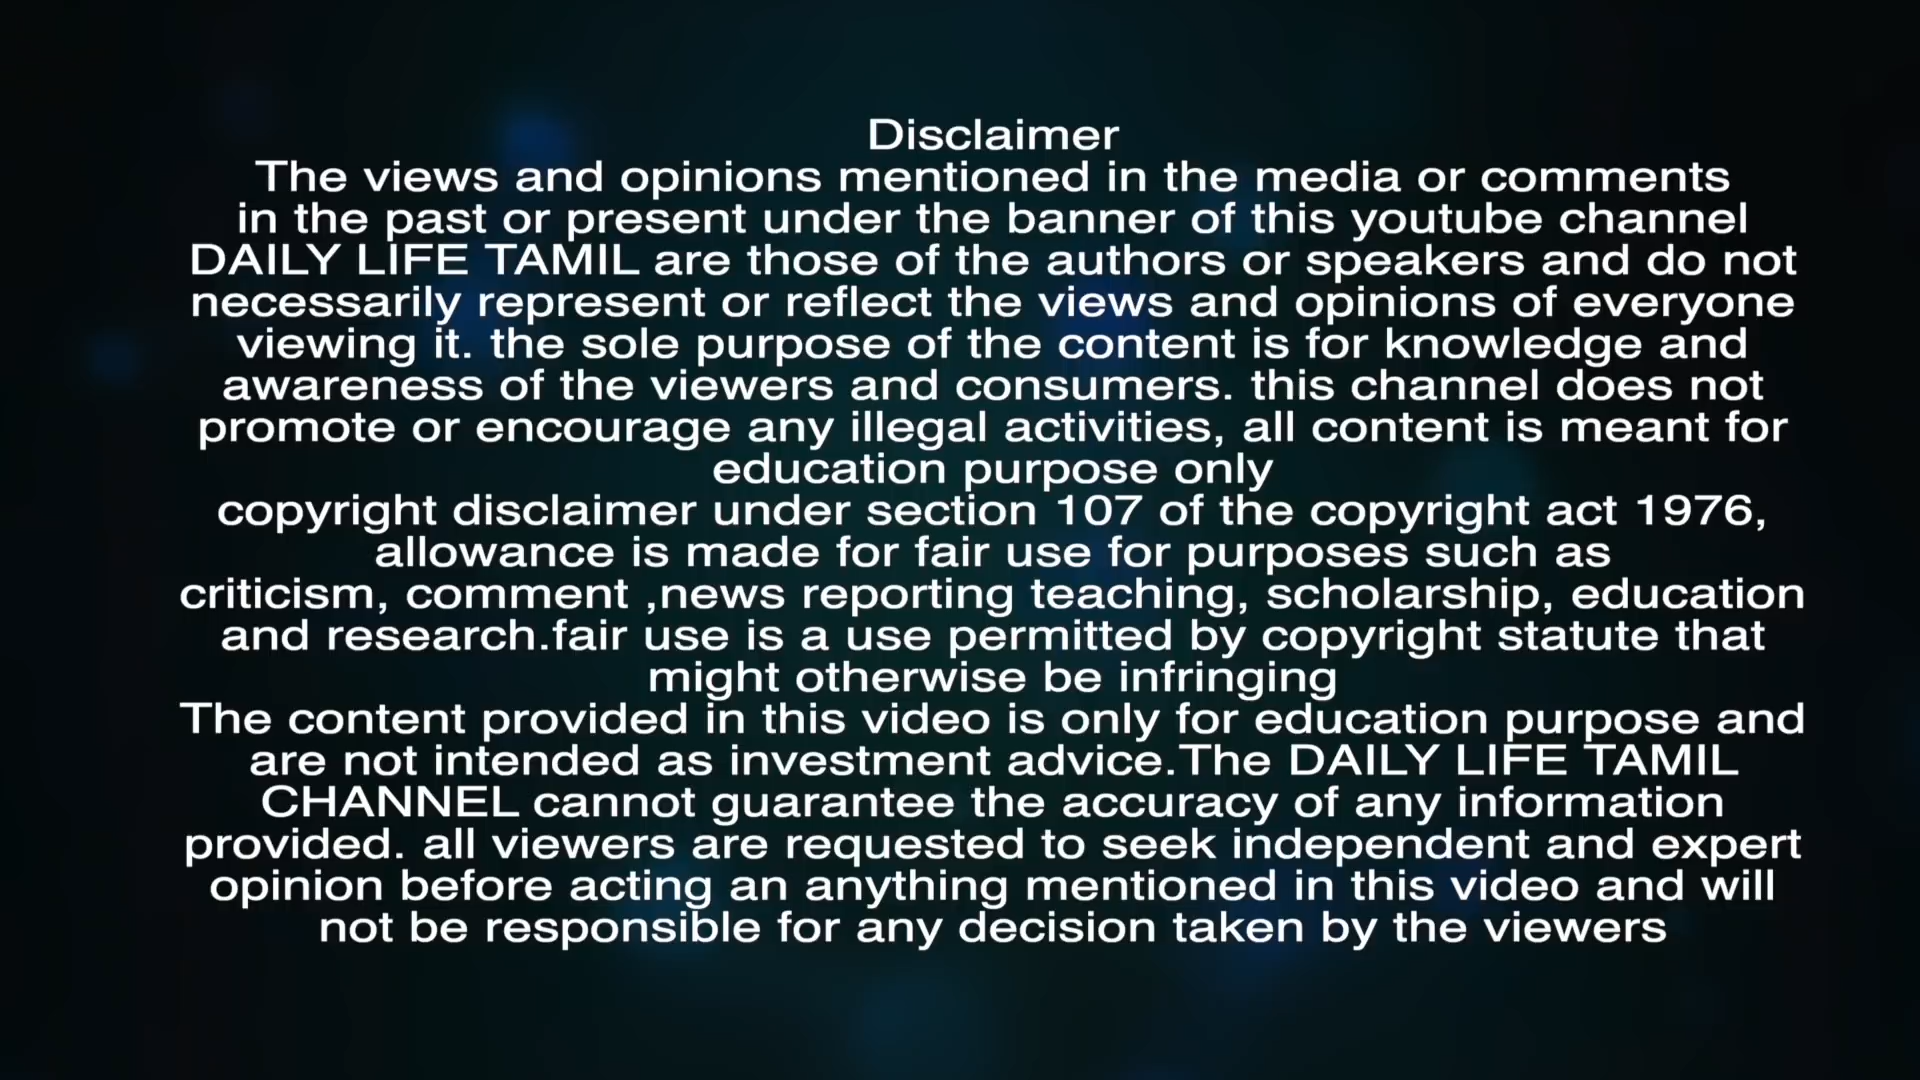 Disclaimer
The views and opinions mentioned in the media or comments
in the past or present under the banner of this youtube channel
DAILY LIFE TAMIL are those of the authors or speakers and do not
necessarily represent or reflect the views and opinions of everyone
viewing it. the sole purpose of the content is for knowledge and
awareness of the viewers and consumers. this channel does not
promote or encourage any illegal activities, all content is meant for
education purpose only
copyright disclaimer under section 107 of the copyright act 1976,
allowance is made for fair use for purposes such as
criticism, comment ,news reporting teaching, scholarship, education
and research.fair use is a use permitted by copyright statute that
might otherwise be infringing
The content provided in this video is only for education purpose and
are not intended as investment advice.The DAILY LIFE TAMIL
CHANNEL cannot guarantee the accuracy of any information
provided. all viewers are requested to seek independent and expert
opinion before acting an anything mentioned in this video and will
not be responsible for any decision taken by the viewers